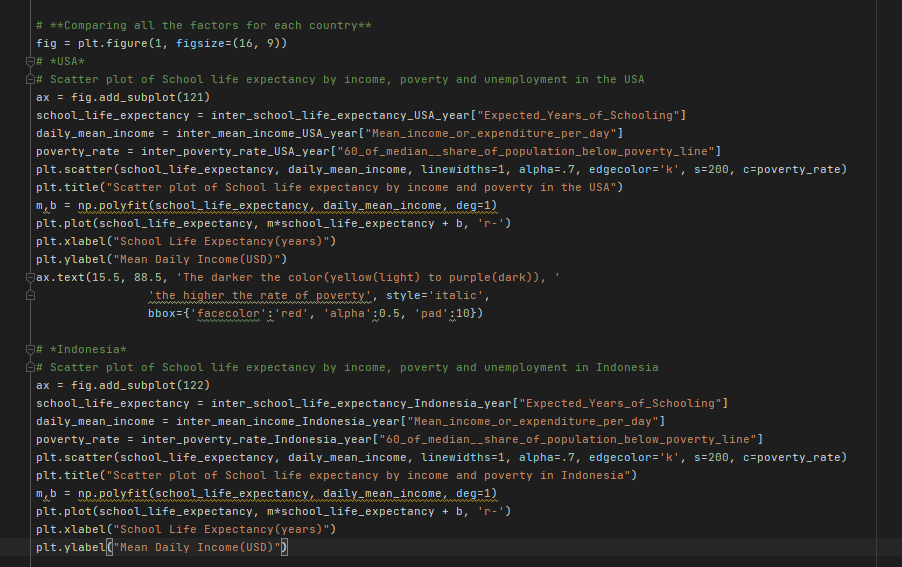 # **Comparing all the factors for each country**
fig = plt.figure(1, figsize=(16, 9))
# *USA*
# Scatter plot of School life expectancy by income, poverty and unemployment in the USA
ax = fig.add_subplot(121)
school_life_expectancy = inter_school_life_expectancy_USA_year["Expected_Years_of_Schooling"]
daily_mean_income = inter_mean_income_USA_year["Mean_income_or_expenditure_per_day"]
poverty_rate = inter_poverty_rate_USA_year["60_of_median__share_of_population_below_poverty_line"]
plt.scatter(school_life_expectancy, daily_mean_income, linewidths=1, alpha=.7, edgecolor='k', s=200, c=poverty_rate)
plt.title("Scatter plot of School life expectancy by income and poverty in the USA")
m,b = np.polyfit(school_life_expectancy, daily_mean_income, deg=1)
plt.plot(school_life_expectancy, m*school_life_expectancy + b, 'r-')
plt.xlabel("School Life Expectancy(years)")
plt.ylabel("Mean Daily Income(USD)")
ax.text(15.5, 88.5, 'The darker the color(yellow(light) to purple(dark)), '
'the higher the rate of poverty', style='italic',
bbox={'facecolor':'red', 'alpha':0.5, 'pad':10})
# *Indonesia*
# Scatter plot of School life expectancy by income, poverty and unemployment in Indonesia
ax = fig.add_subplot(122)
school_life_expectancy = inter_school_life_expectancy_Indonesia_year["Expected_Years_of_Schooling"]
daily_mean_income = inter_mean_income_Indonesia_year["Mean_income_or_expenditure_per_day"]
poverty_rate = inter_poverty_rate_Indonesia_year["60_of_median__share_of_population_below_poverty_line"]
plt.scatter(school_life_expectancy, daily_mean_income, linewidths=1, alpha=.7, edgecolor='k', s=200, c=poverty_rate)
plt.title("Scatter plot of School life expectancy by income and poverty in Indonesia")
m,b = np.polyfit(school_life_expectancy, daily_mean_income, deg=1)
plt.plot(school_life_expectancy, m*school_life_expectancy + b, 'r-')
plt.xlabel("School Life Expectancy(years)")
plt.ylabel("Mean Daily Income(USD)")